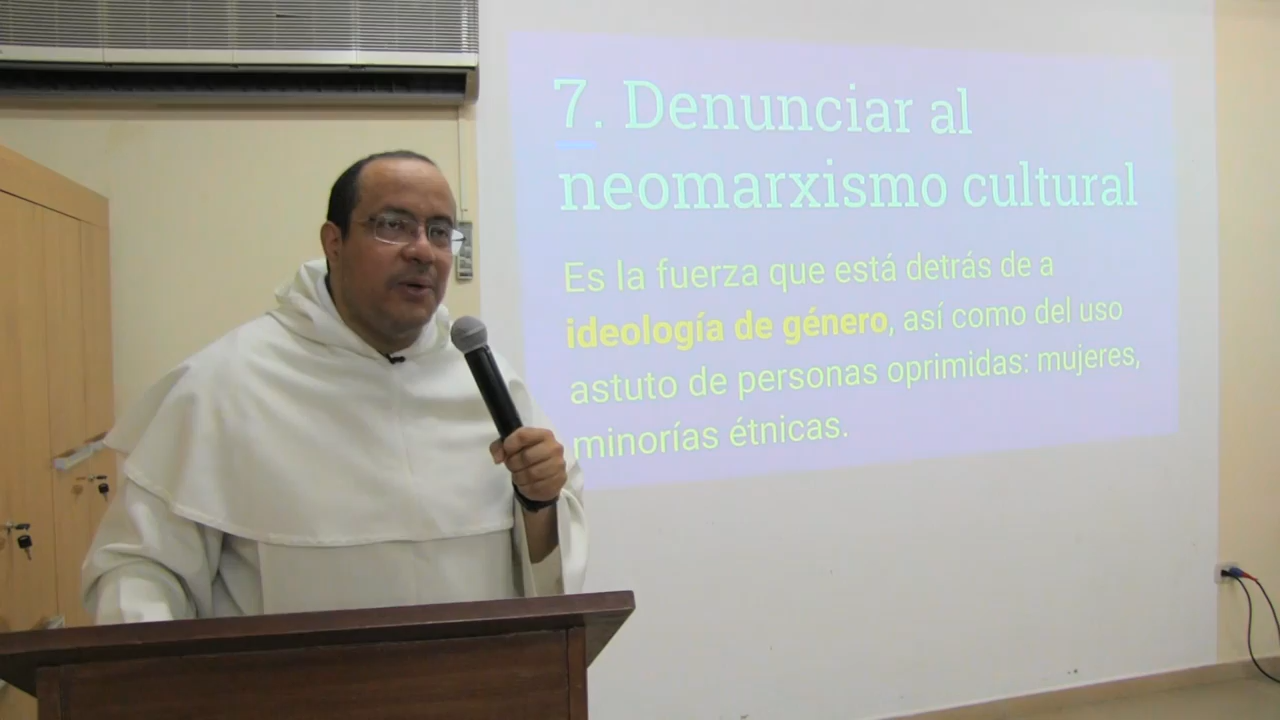 7. Denunciar al
neomarxismo cultural
Es la fuerza que está detrás de a
ideología de género, así como del uso
astuto de personas oprimidas: mujeres,
minorías étnicas.